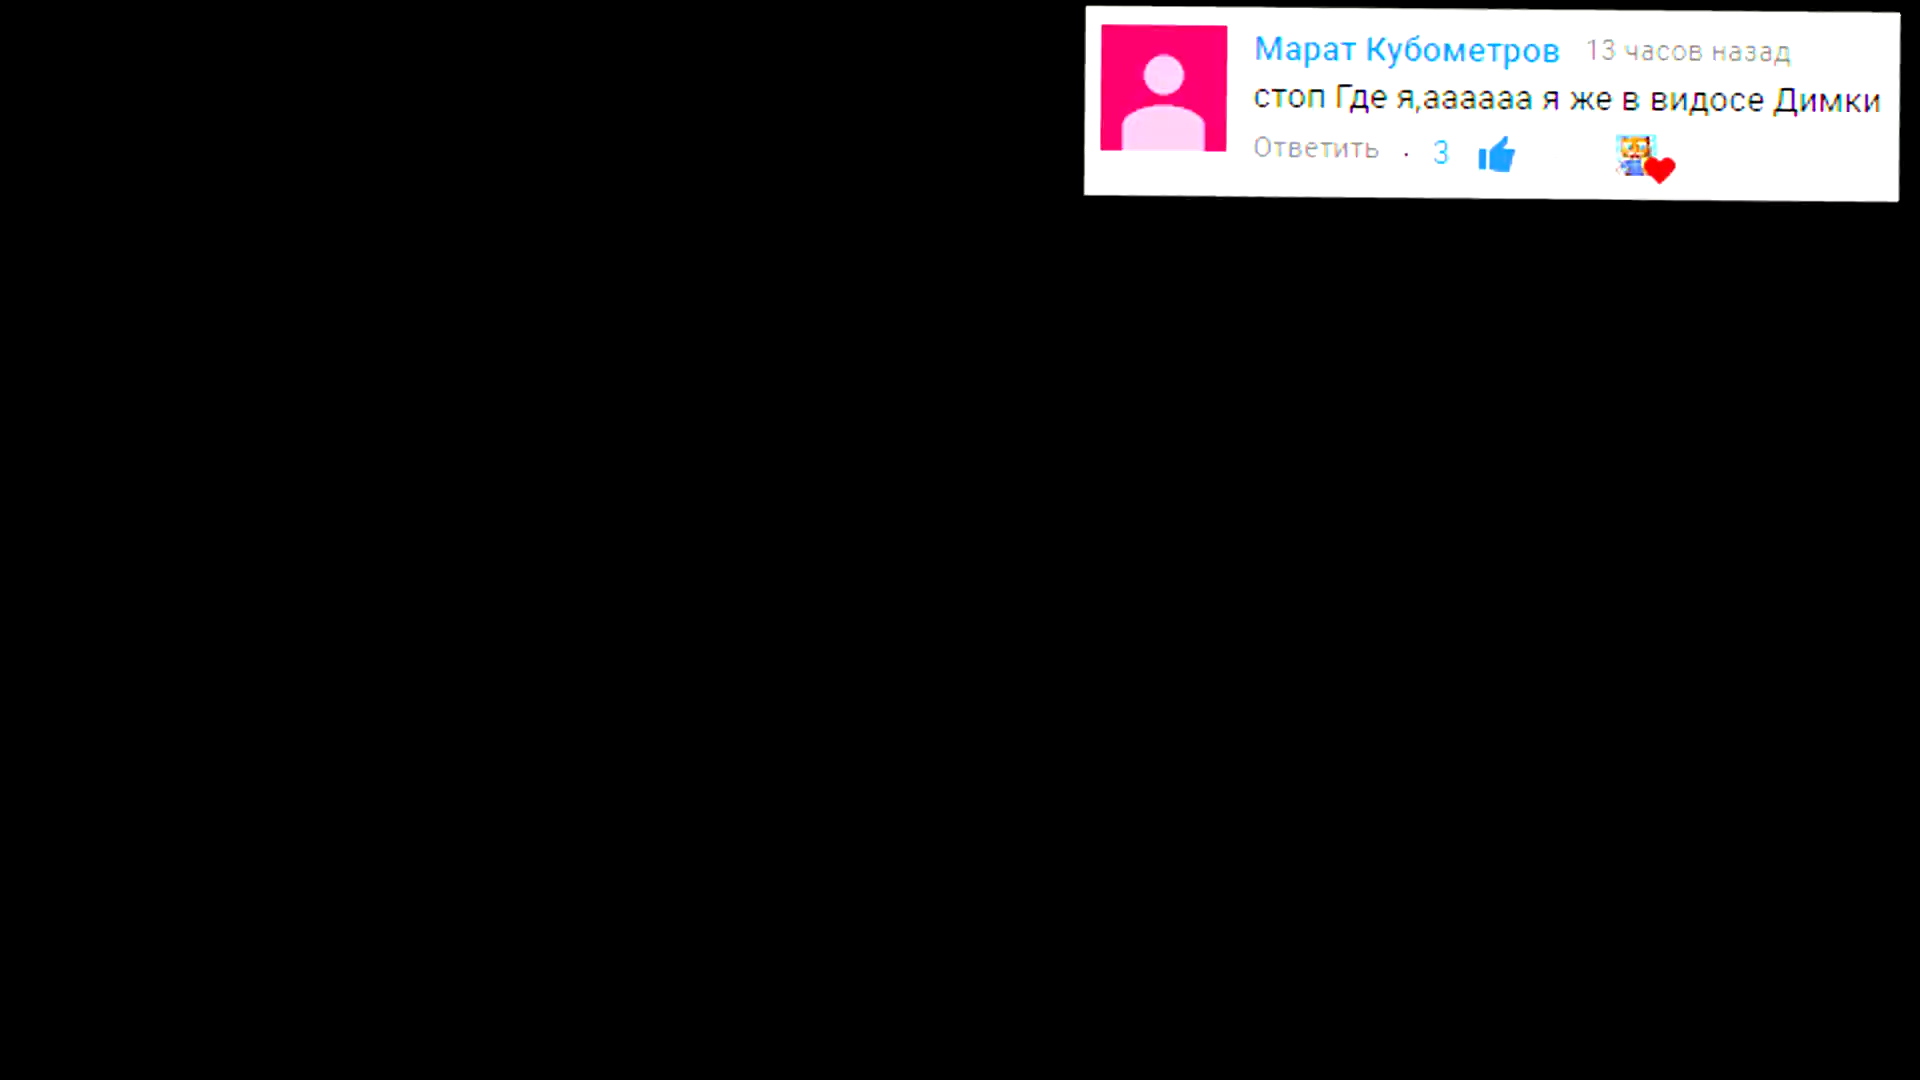 Марат Кубометров 13 часов назад
стоп Где я,аааааа я же в видосе Димки
Ответить · 3